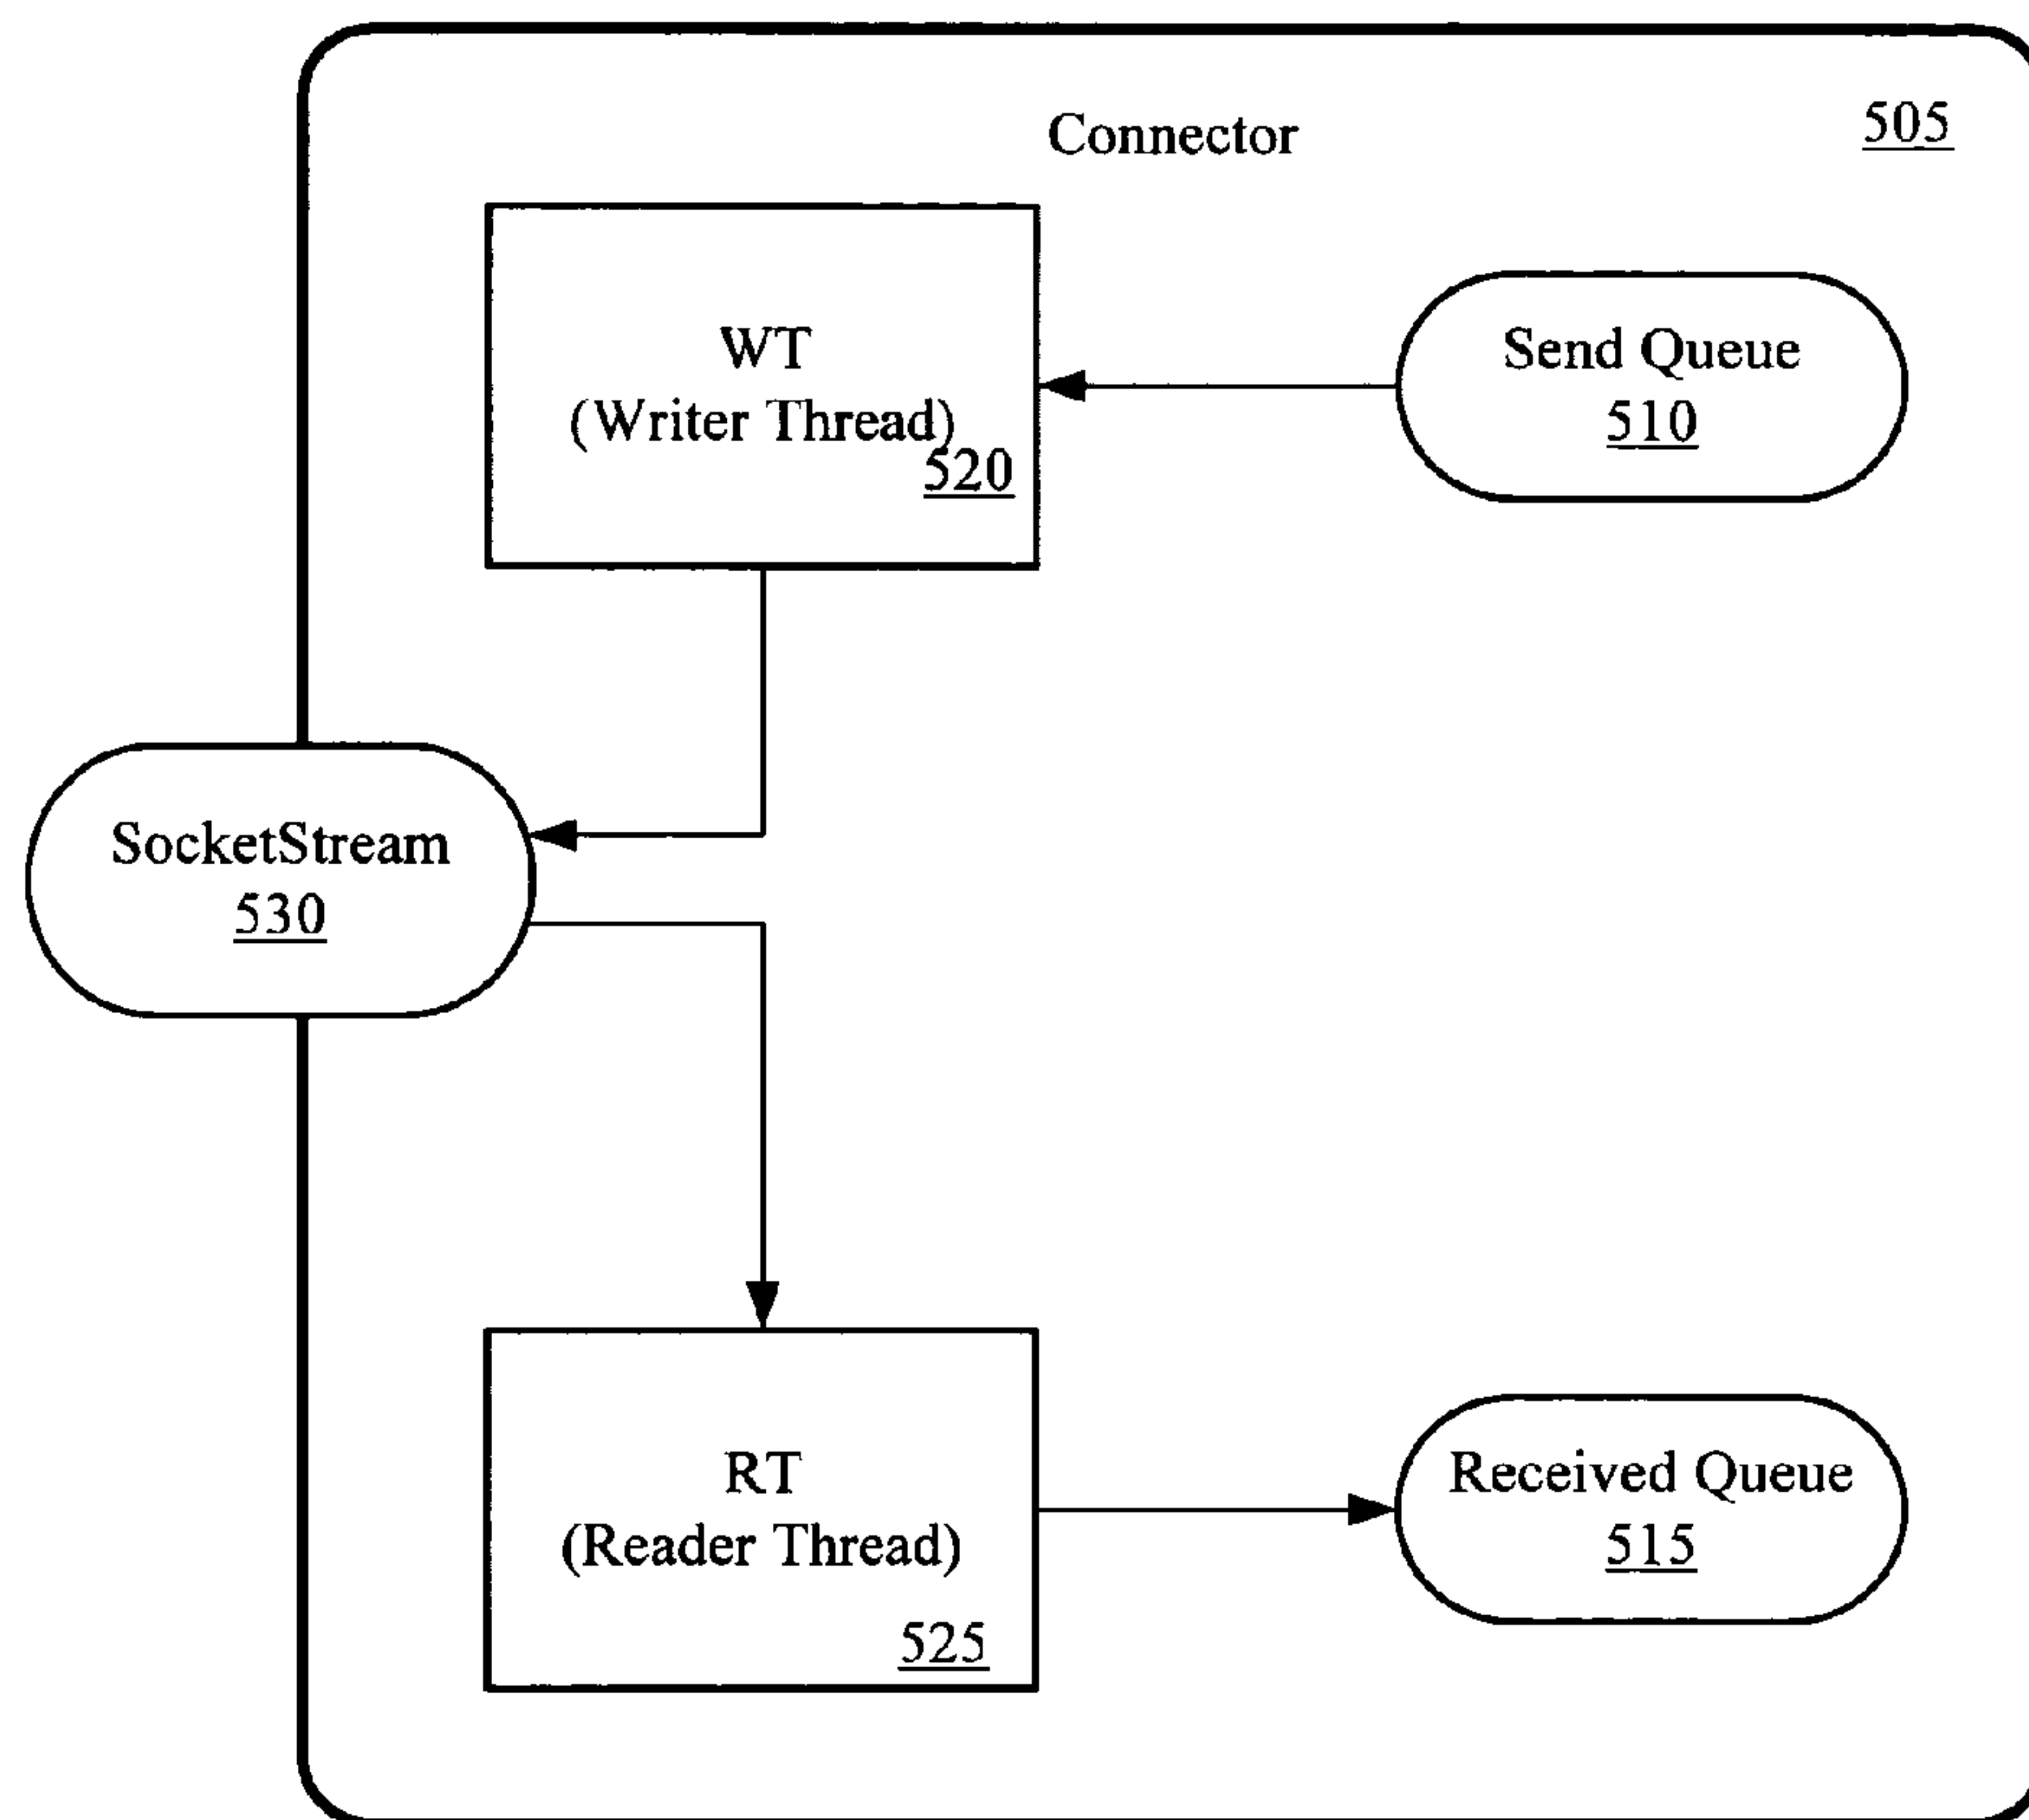 Connector
505
WT
(Writer Thread)
520
Send Queue
510
SocketStream
530
RT
(Reader Thread)
525
Received Queue
515